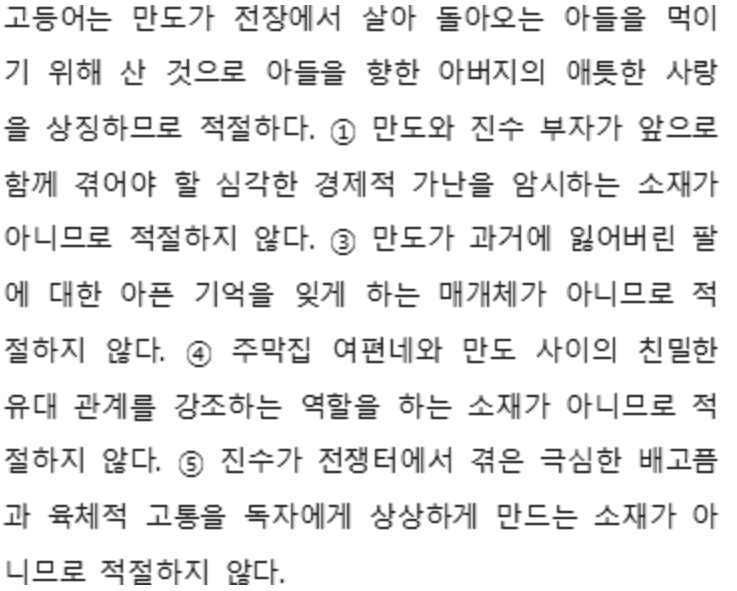 고등어는 만도가 전장에서 살아 돌아오는 아들을 먹이
기 위해 산 것으로 아들을 향한 아버지의 애틋한 사랑
을 상징하므로 적절하다. ① 만도와 진수 부자가 앞으로
함께 겪어야 할 심각한 경제적 가난을 암시하는 소재가
아니므로 적절하지 않다. ③ 만도가 과거에 잃어버린 팔
에 대한 아픈 기억을 잊게 하는 매개체가 아니므로 적
절하지 않다. ④ 주막집 여편네와 만도 사이의 친밀한
유대 관계를 강조하는 역할을 하는 소재가 아니므로 적
절하지 않다. ⑤ 진수가 전쟁터에서 겪은 극심한 배고픔
과 육체적 고통을 독자에게 상상하게 만드는 소재가 아
니므로 적절하지 않다.